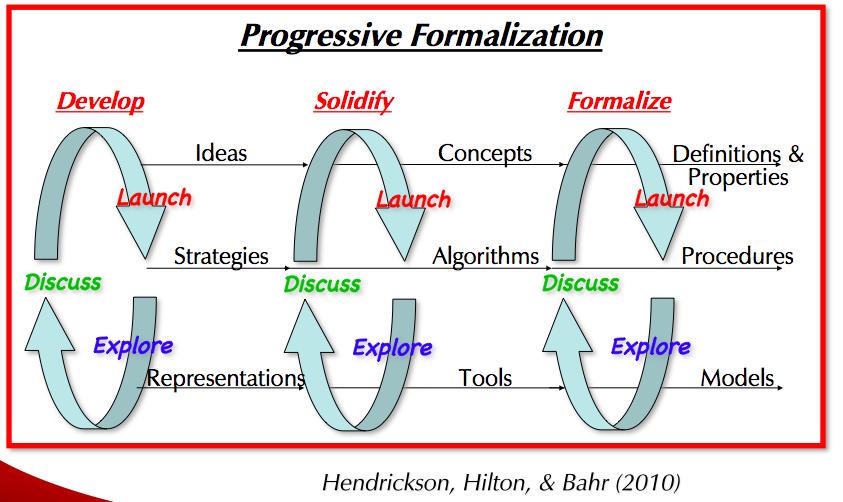 Progressive Formalization
Develop Solidify Formalize
Ideas Concepts Definitions &
Properties
Launch Launch Launch
Strategies Algorithms Procedures
Discuss Discuss Discuss
Explore Explore Explore
Representations Tools Models
Hendrickson, Hilton, & Bahr (2010)